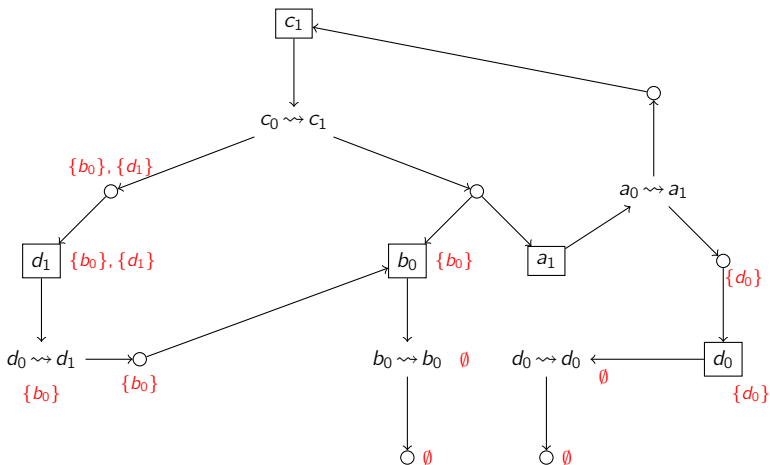 c₁
c₀ ⇝ c₁
{b₀}, {d₁}
a₀ ⇝ a₁
d₁ {b₀}, {d₁} b₀ {b₀} a₁
{d₀}
d₀ ⇝ d₁ b₀ ⇝ b₀ ∅ d₀ ⇝ d₀ d₀
∅
{b₀}
{b₀} {d₀}
∅ ∅